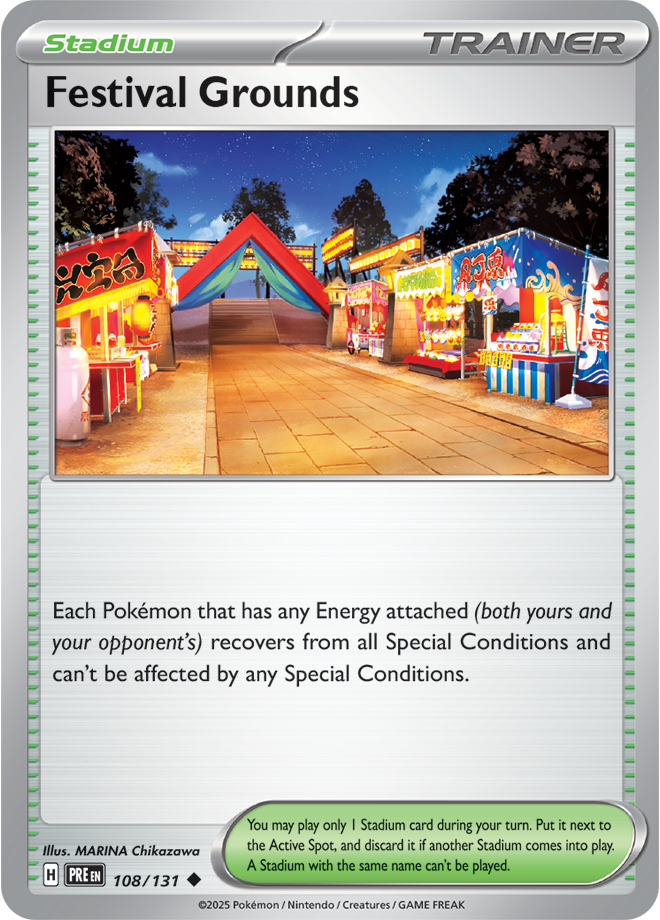 Stadium
TRAINER
Festival Grounds
Each Pokémon that has any Energy attached (both yours and
your opponent's) recovers from all Special Conditions and
can't be affected by any Special Conditions.
You may play only 1 Stadium card during your turn. Put it next to
the Active Spot, and discard it if another Stadium comes into play.
A Stadium with the same name can't be played.
Illus. MARINA Chikazawa
H PRE EN 108/131
©2025 Pokémon / Nintendo / Creatures / GAME FREAK